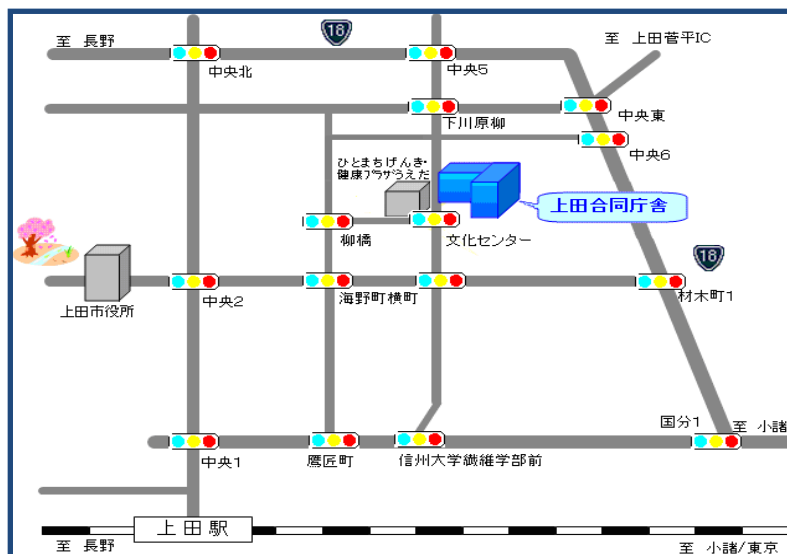 18
至 長野
至 上田菅平IC
中央北
中央5
中央東
下川原柳
中央6
ひとまちげんき・
健康プラザうえだ
上田合同庁舎
柳橋
文化センター
18
上田市役所
中央2
海野町横町
材木町1
国分1
至 小諸
中央1
鷹匠町
信州大学繊維学部前
上田駅
至 長野
至 小諸/東京